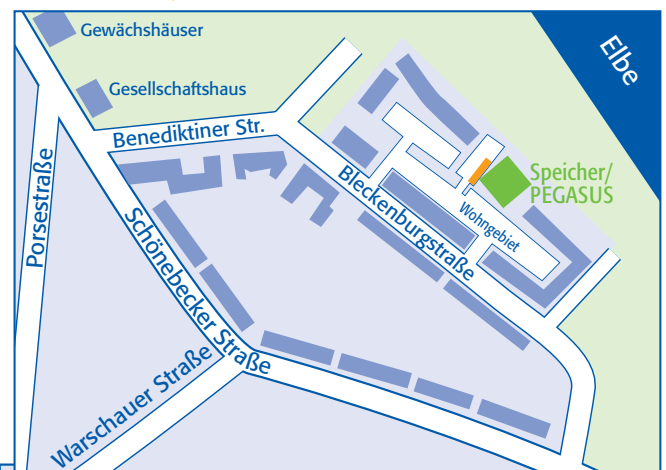 Gewächshäuser
Elbe
Gesellschaftshaus
Benediktiner Str.
Porsestraße
Bleckenburgstraße
Speicher/
PEGASUS
Wohngebiet
Schönebecker Straße
Warschauer Straße